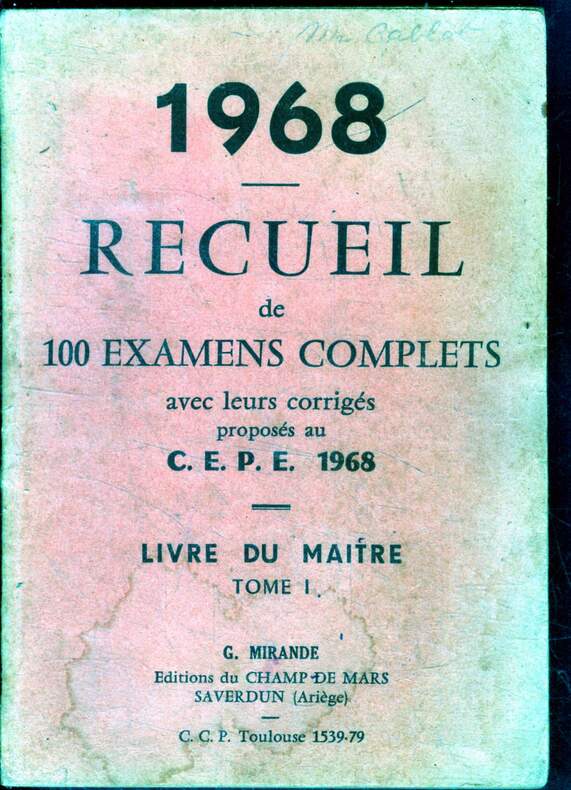 1968
RECUEIL
de
100 EXAMENS COMPLETS
avec leurs corrigés
proposés au
C. E. P. E. 1968
LIVRE DU MAITRE
TOME I.
G. MIRANDE
Editions du CHAMP DE MARS
SAVERDUN (Ariège)
C. C. P. Toulouse 1539-79